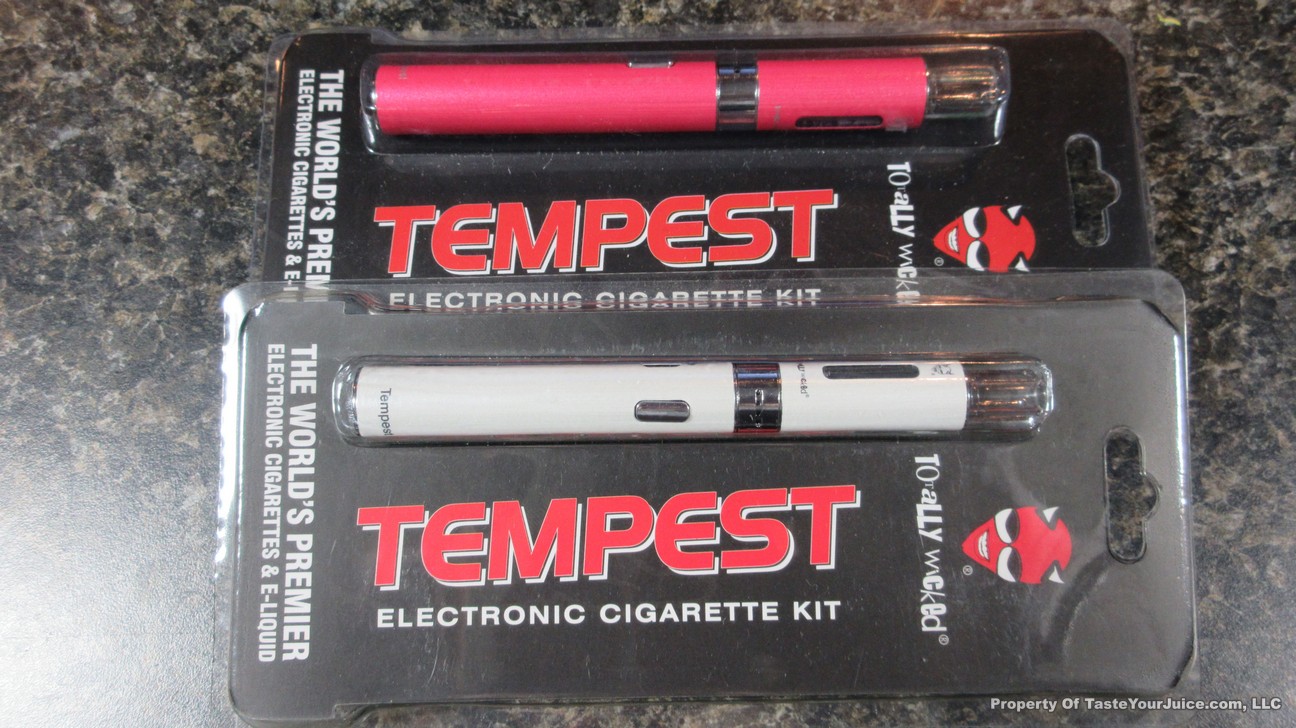 THE WORLD'S PREM
ELECTRONIC CIGARETTES & E-
TEMPEST
ELECTRONIC CIGARETTE KIT
TOTALLY WICKED
®
THE WORLD'S PREMIER
ELECTRONIC CIGARETTES & E-LIQUID
Tempest
TEMPEST
ELECTRONIC CIGARETTE KIT
TOTALLY WICKED®
®
Property Of TasteYourJuice.com, LLC